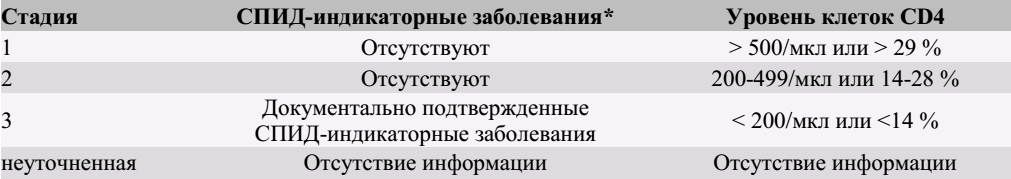 Стадия СПИД-индикаторные заболевания* Уровень клеток CD4
1 Отсутствуют > 500/мкл или > 29 %
2 Отсутствуют 200-499/мкл или 14-28 %
3 Документально подтвержденные СПИД-индикаторные заболевания < 200/мкл или <14 %
неуточненная Отсутствие информации Отсутствие информации